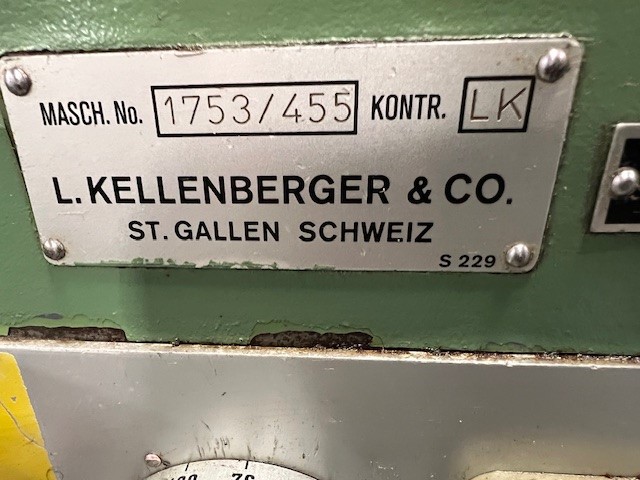 MASCH. No. 1753/455 KONTR. LK
L. KELLENBERGER & CO.
ST. GALLEN SCHWEIZ
S 229